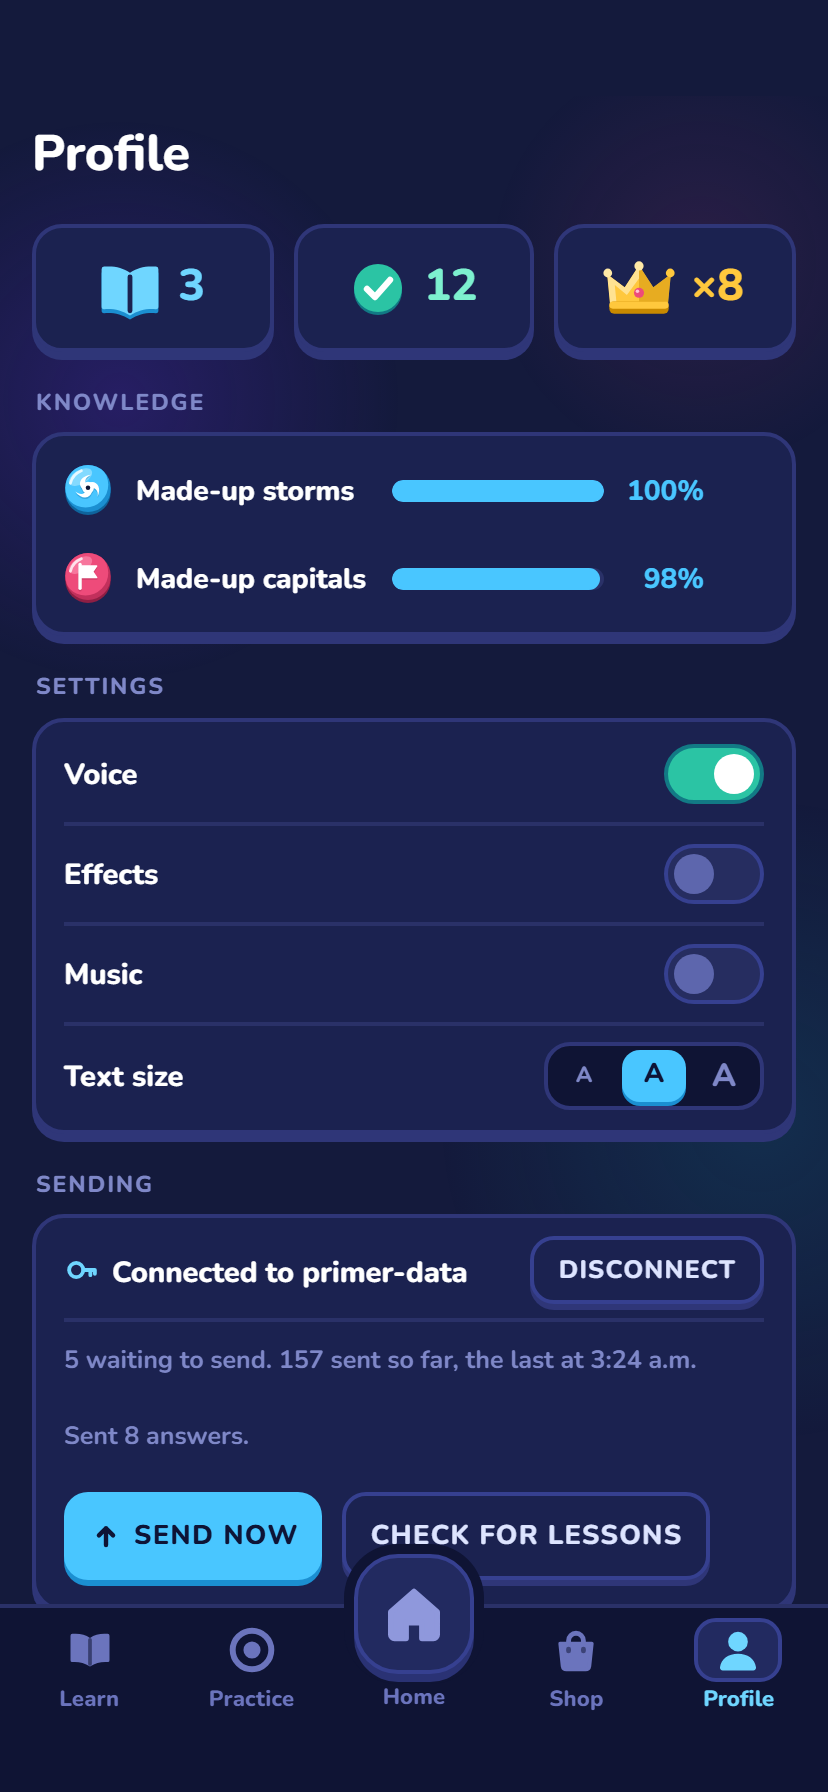 Profile
3
12
×8
KNOWLEDGE
Made-up storms 100%
Made-up capitals 98%
SETTINGS
Voice
Effects
Music
Text size A A A
SENDING
Connected to primer-data DISCONNECT
5 waiting to send. 157 sent so far, the last at 3:24 a.m.
Sent 8 answers.
SEND NOW CHECK FOR LESSONS
Learn Practice Home Shop Profile